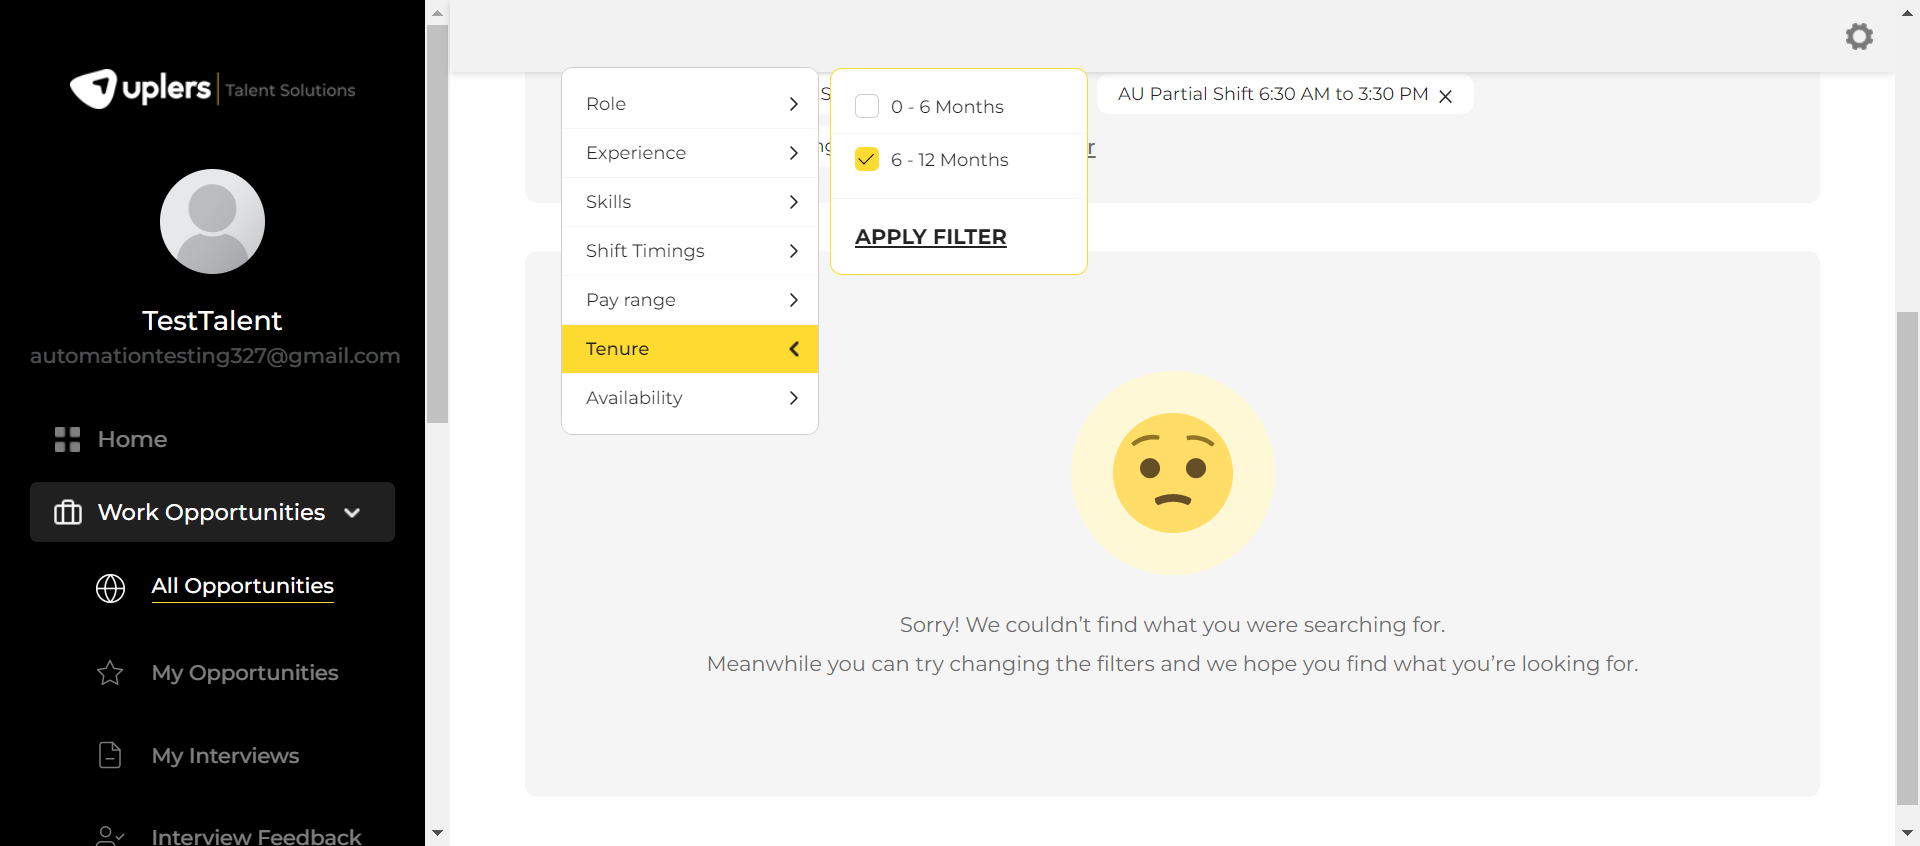 uplers Talent Solutions
TestTalent
automationtesting327@gmail.com
Home
Work Opportunities
All Opportunities
My Opportunities
My Interviews
Interview Feedback
Role
Experience
Skills
Shift Timings
Pay range
Tenure
Availability
0 - 6 Months
6 - 12 Months
APPLY FILTER
AU Partial Shift 6:30 AM to 3:30 PM
Sorry! We couldn’t find what you were searching for.
Meanwhile you can try changing the filters and we hope you find what you’re looking for.